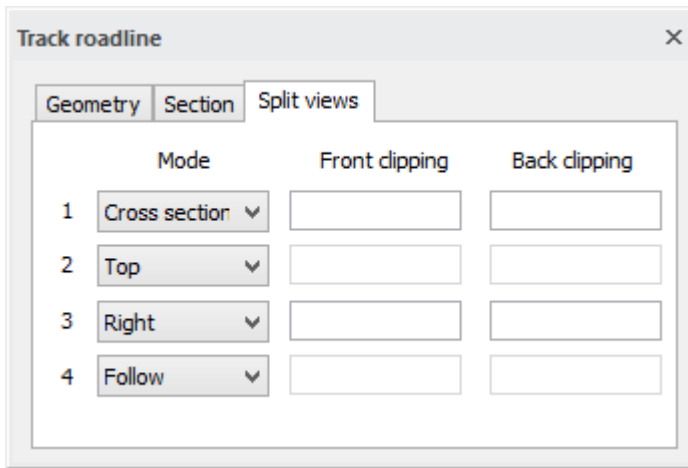 Track roadline
Geometry Section Split views
Mode Front clipping Back clipping
1 Cross section
2 Top
3 Right
4 Follow